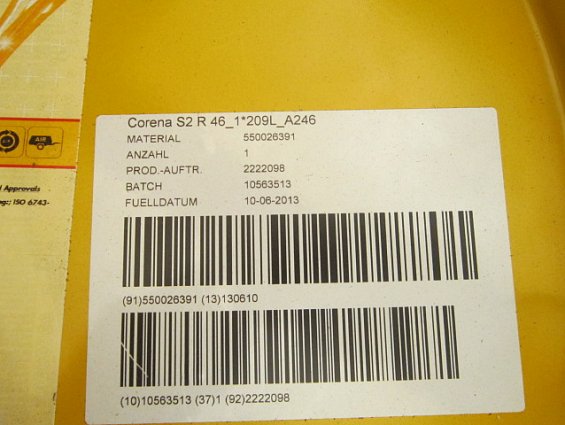 AIR
Approvals
ISO 6743-
Corena S2 R 46_1*209L_A246
MATERIAL 550026391
ANZAHL 1
PROD.-AUFTR. 2222098
BATCH 10563513
FUELLDATUM 10-06-2013
(91)550026391 (13)130610
(10)10563513 (37)1 (92)2222098